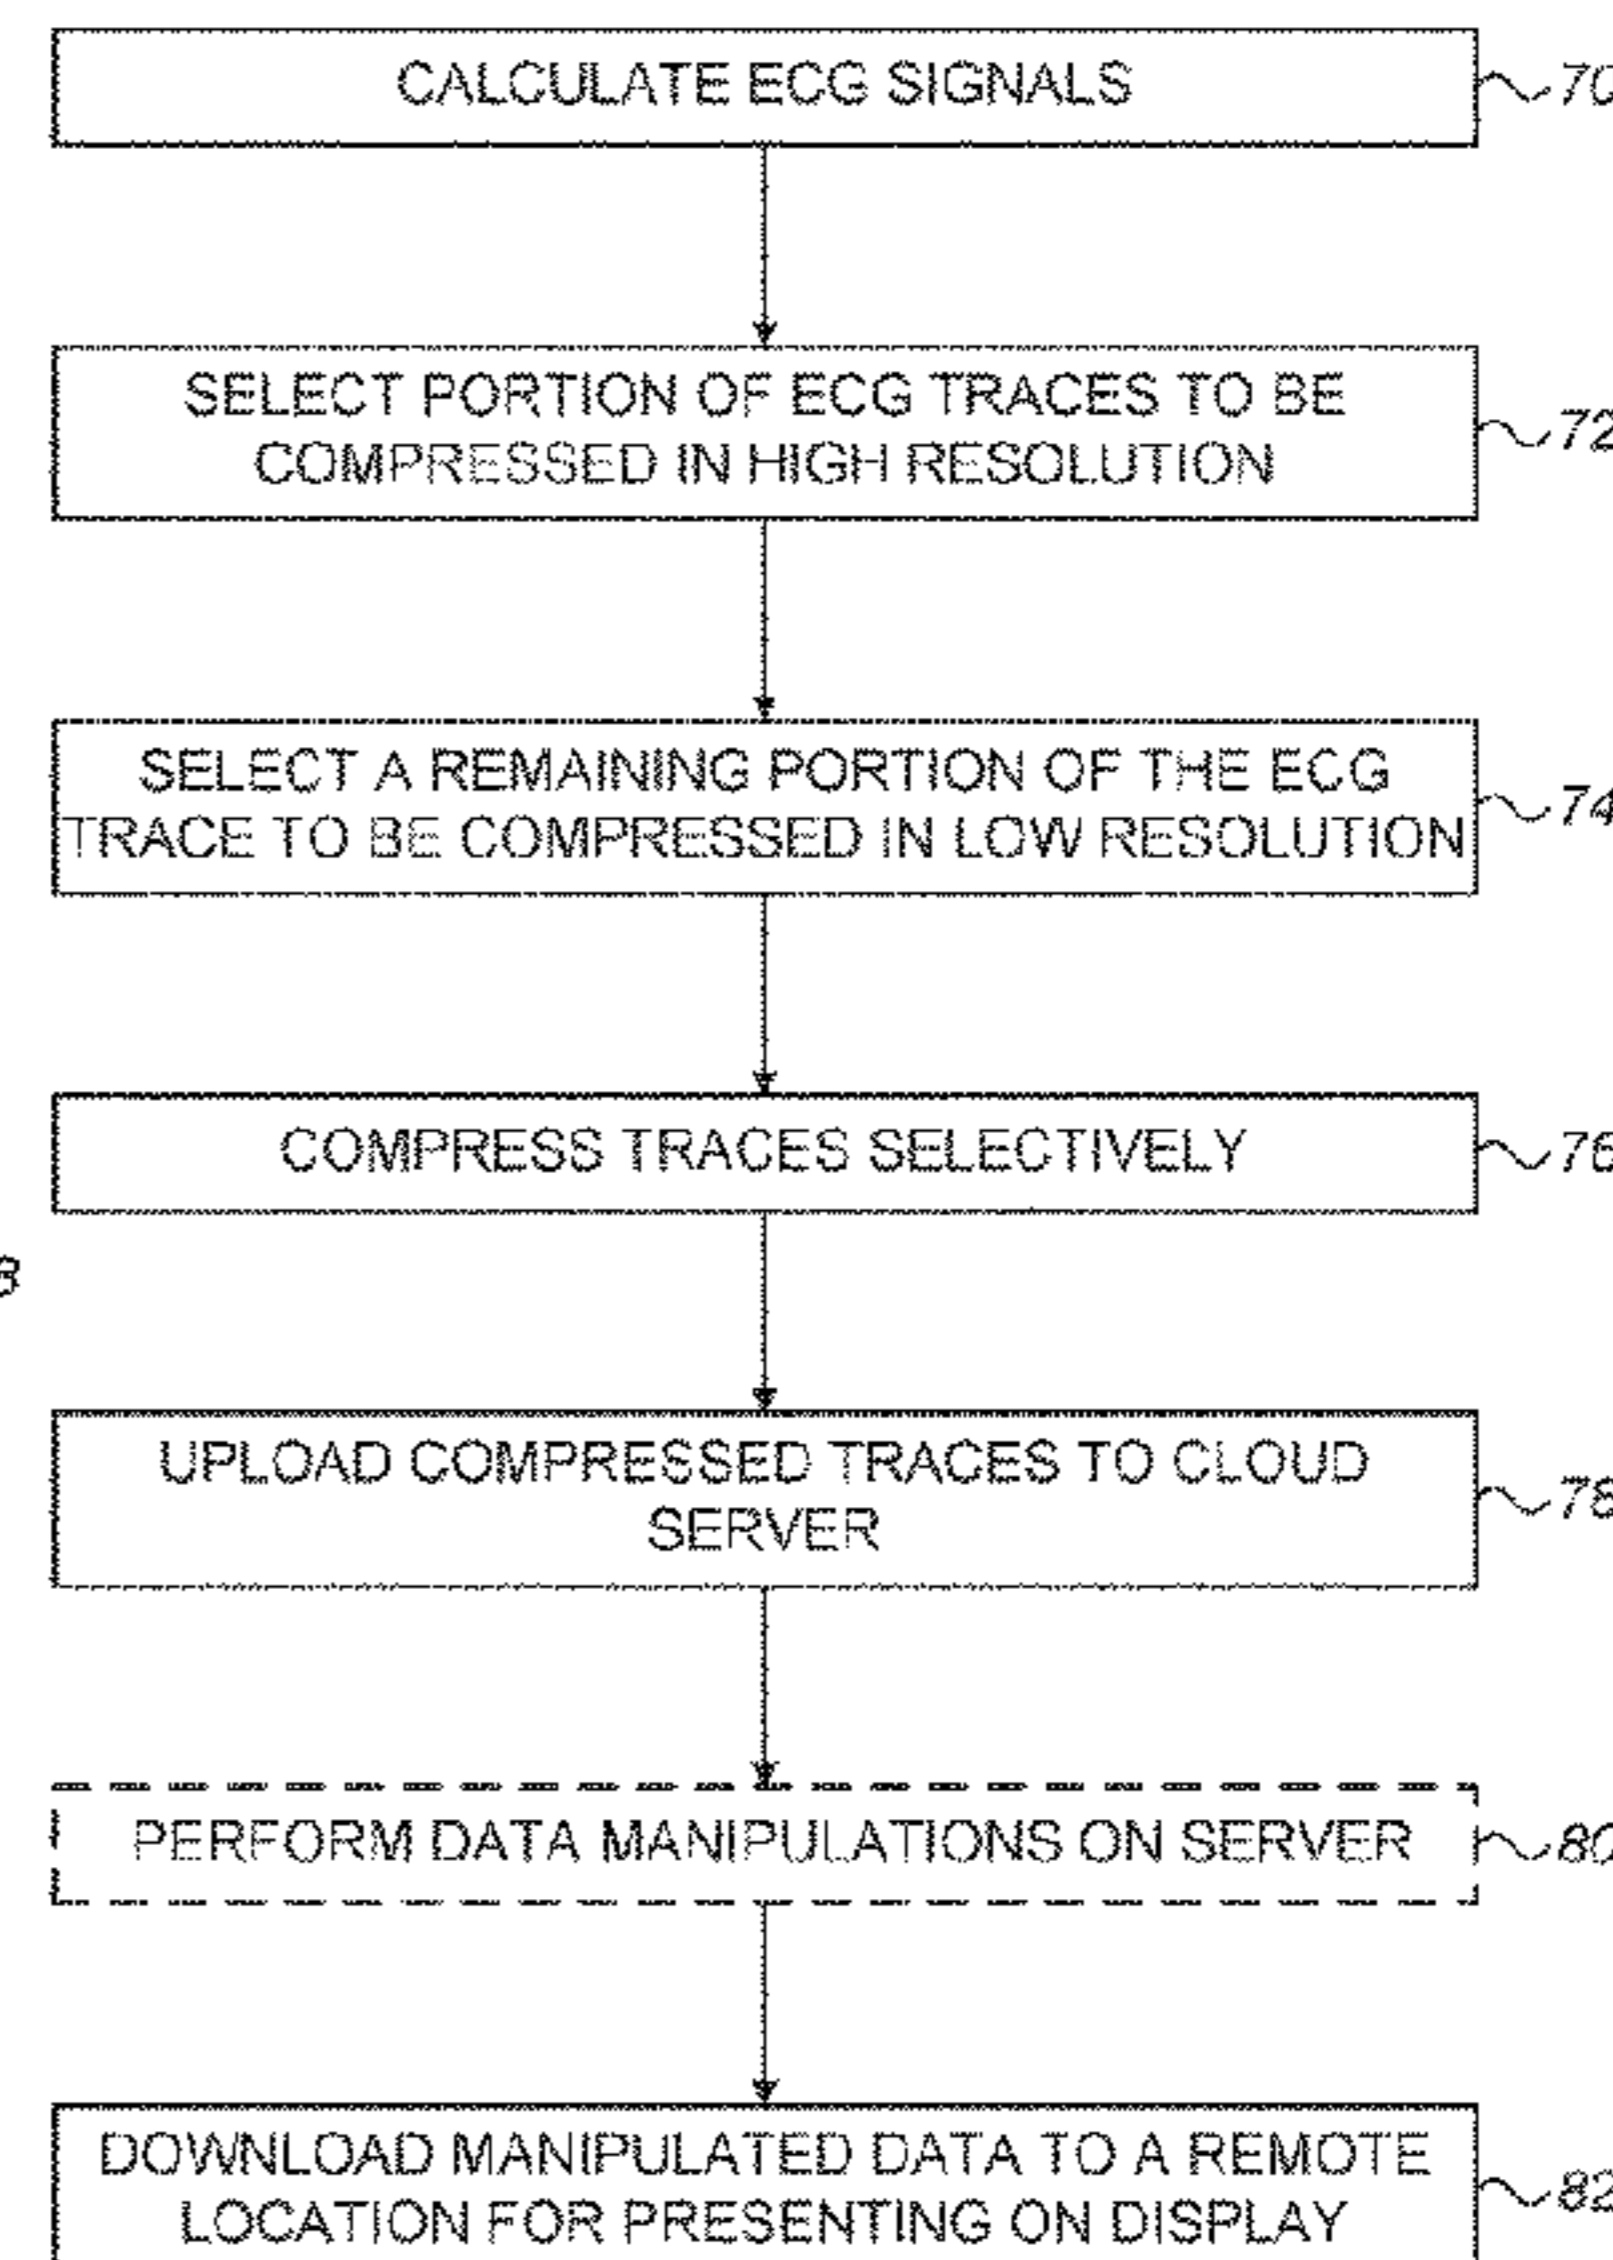 CALCULATE ECG SIGNALS
70
SELECT PORTION OF ECG TRACES TO BE
COMPRESSED IN HIGH RESOLUTION
72
SELECT A REMAINING PORTION OF THE ECG
TRACE TO BE COMPRESSED IN LOW RESOLUTION
74
COMPRESS TRACES SELECTIVELY
76
UPLOAD COMPRESSED TRACES TO CLOUD
SERVER
78
PERFORM DATA MANIPULATIONS ON SERVER
80
DOWNLOAD MANIPULATED DATA TO A REMOTE
LOCATION FOR PRESENTING ON DISPLAY
82